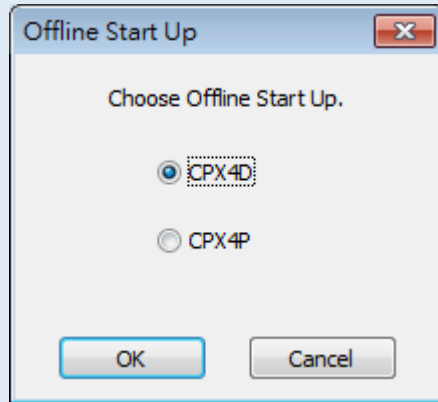 Offline Start Up
Choose Offline Start Up.
CPX4D
CPX4P
OK
Cancel